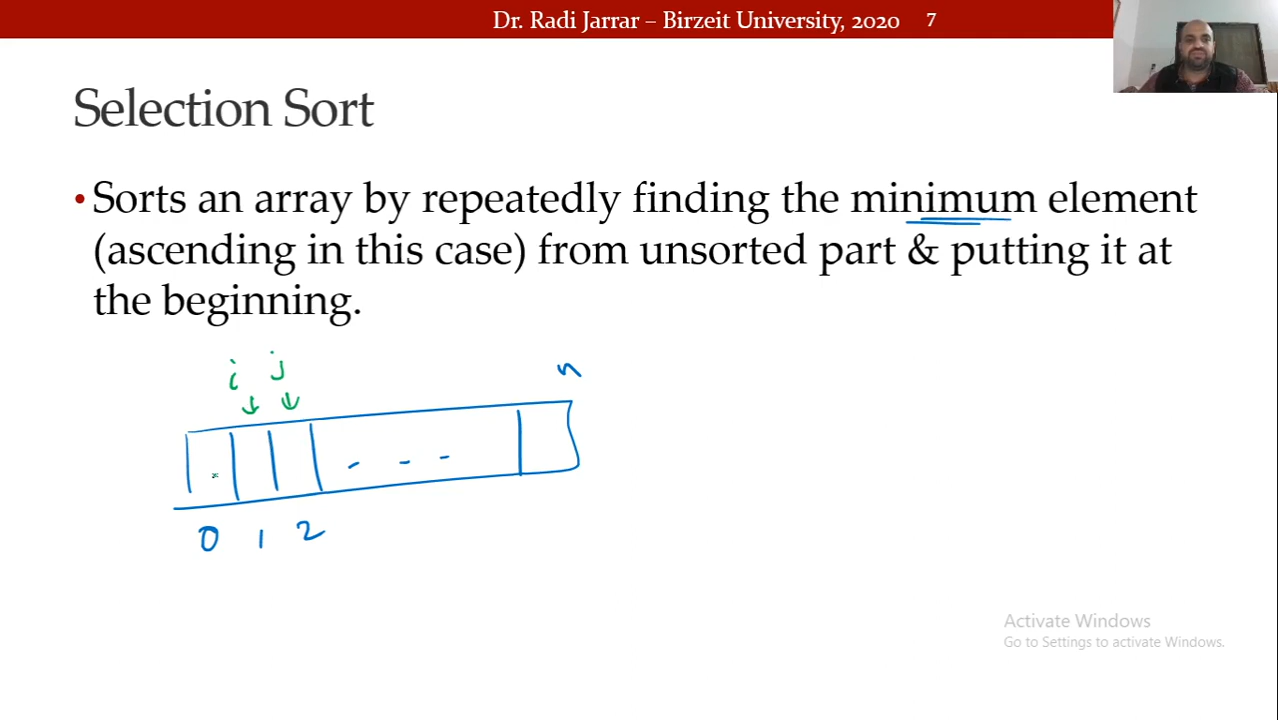 Dr. Radi Jarrar – Birzeit University, 2020 7
Selection Sort
• Sorts an array by repeatedly finding the minimum element
(ascending in this case) from unsorted part & putting it at
the beginning.
i j n
- - -
0 1 2
Activate Windows
Go to Settings to activate Windows.